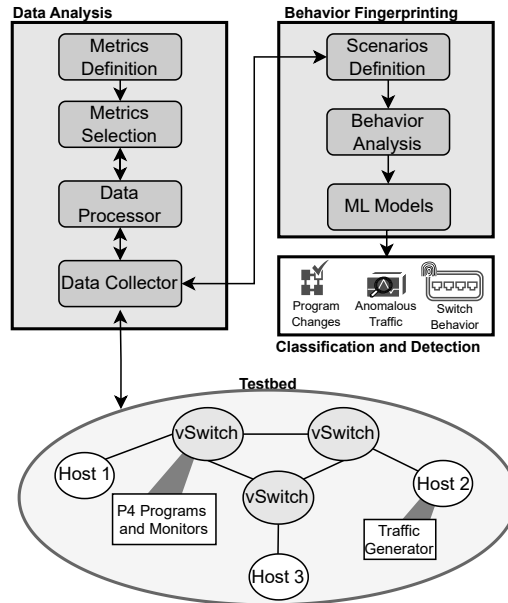 Data Analysis
Metrics
Definition
Metrics
Selection
Data
Processor
Data Collector
Behavior Fingerprinting
Scenarios
Definition
Behavior
Analysis
ML Models
Program
Changes
Anomalous
Traffic
Switch
Behavior
Classification and Detection
Testbed
vSwitch
vSwitch
Host 1
vSwitch
Host 2
P4 Programs
and Monitors
Traffic
Generator
Host 3